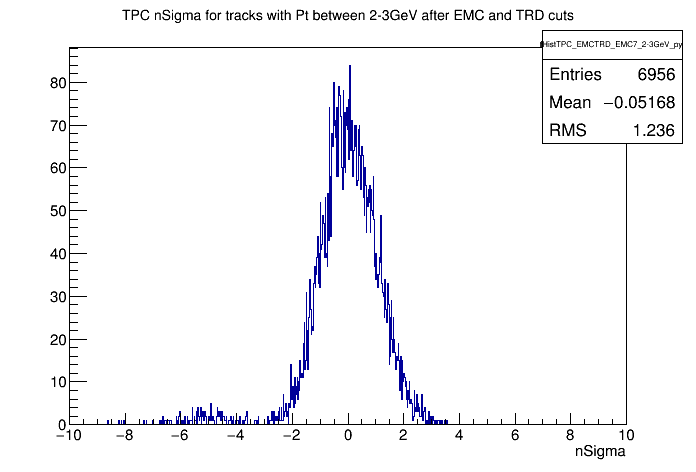 TPC nSigma for tracks with Pt between 2-3GeV after EMC and TRD cuts
HistTPC_EMCTRD_EMC7_2-3GeV_py
Entries 6956
Mean −0.05168
RMS 1.236
80
70
60
50
40
30
20
10
0
−10 −8 −6 −4 −2 0 2 4 6 8 10
nSigma